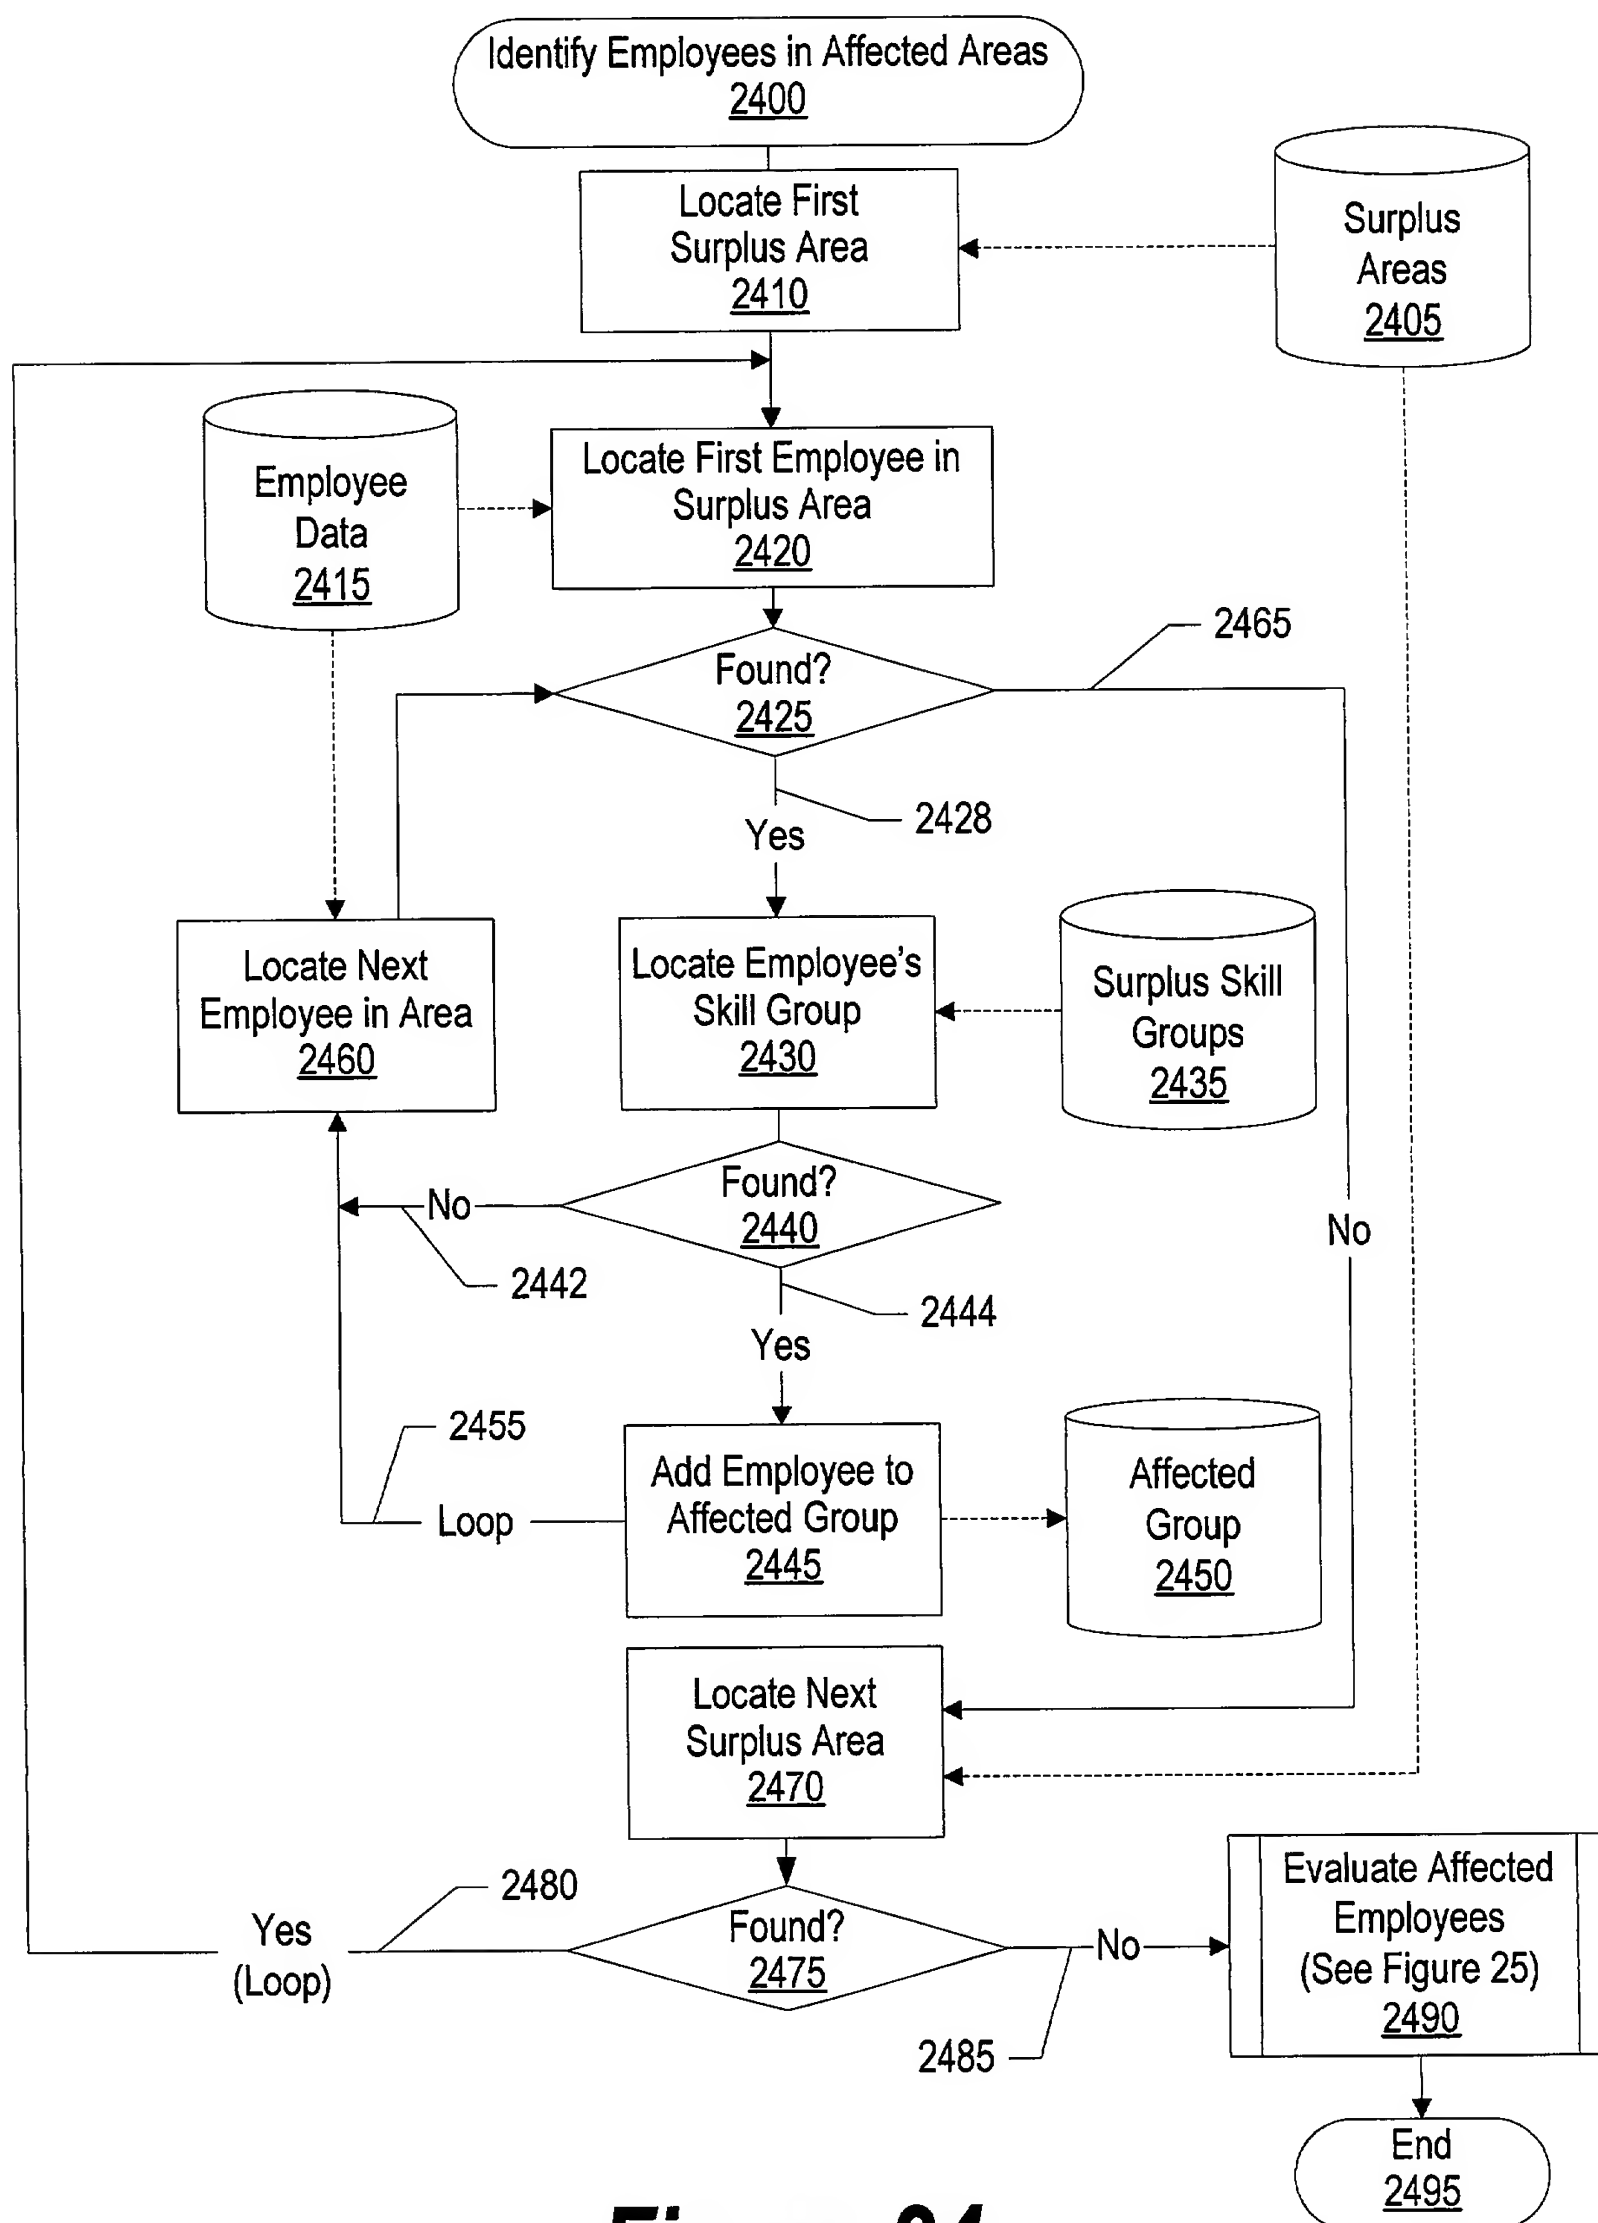 Identify Employees in Affected Areas
2400
Locate First
Surplus Area
2410
Surplus
Areas
2405
Employee
Data
2415
Locate First Employee in
Surplus Area
2420
2465
Found?
2425
2428
Yes
Locate Next
Employee in Area
2460
Locate Employee's
Skill Group
2430
Surplus Skill
Groups
2435
Found?
2440
No
No
2442
2444
Yes
2455
Loop
Add Employee to
Affected Group
2445
Affected
Group
2450
Locate Next
Surplus Area
2470
2480
Yes
(Loop)
Found?
2475
No
2485
Evaluate Affected
Employees
(See Figure 25)
2490
End
2495